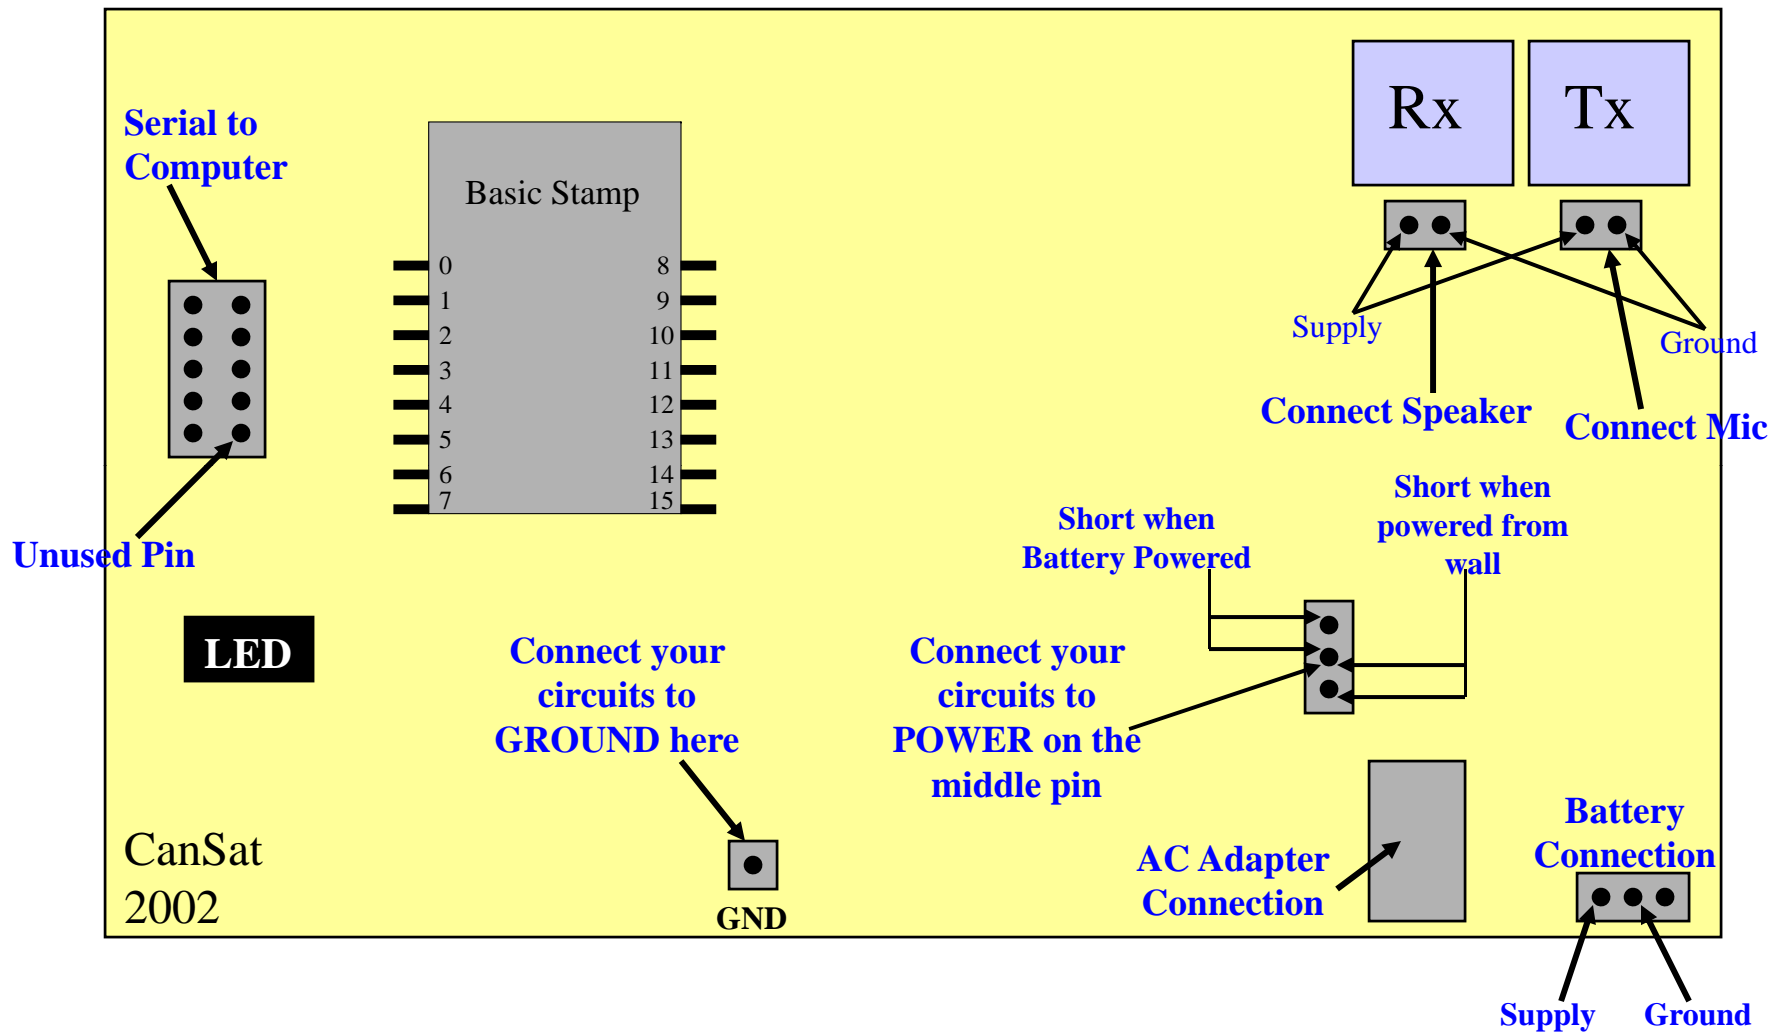 Rx
Tx
Serial to
Computer
Basic Stamp
0
1
2
3
4
5
6
7
8
9
10
11
12
13
14
15
Supply
Ground
Connect Speaker
Connect Mic
Unused Pin
Short when
Battery Powered
Short when
powered from
wall
LED
Connect your
circuits to
GROUND here
Connect your
circuits to
POWER on the
middle pin
CanSat
2002
GND
AC Adapter
Connection
Battery
Connection
Supply
Ground